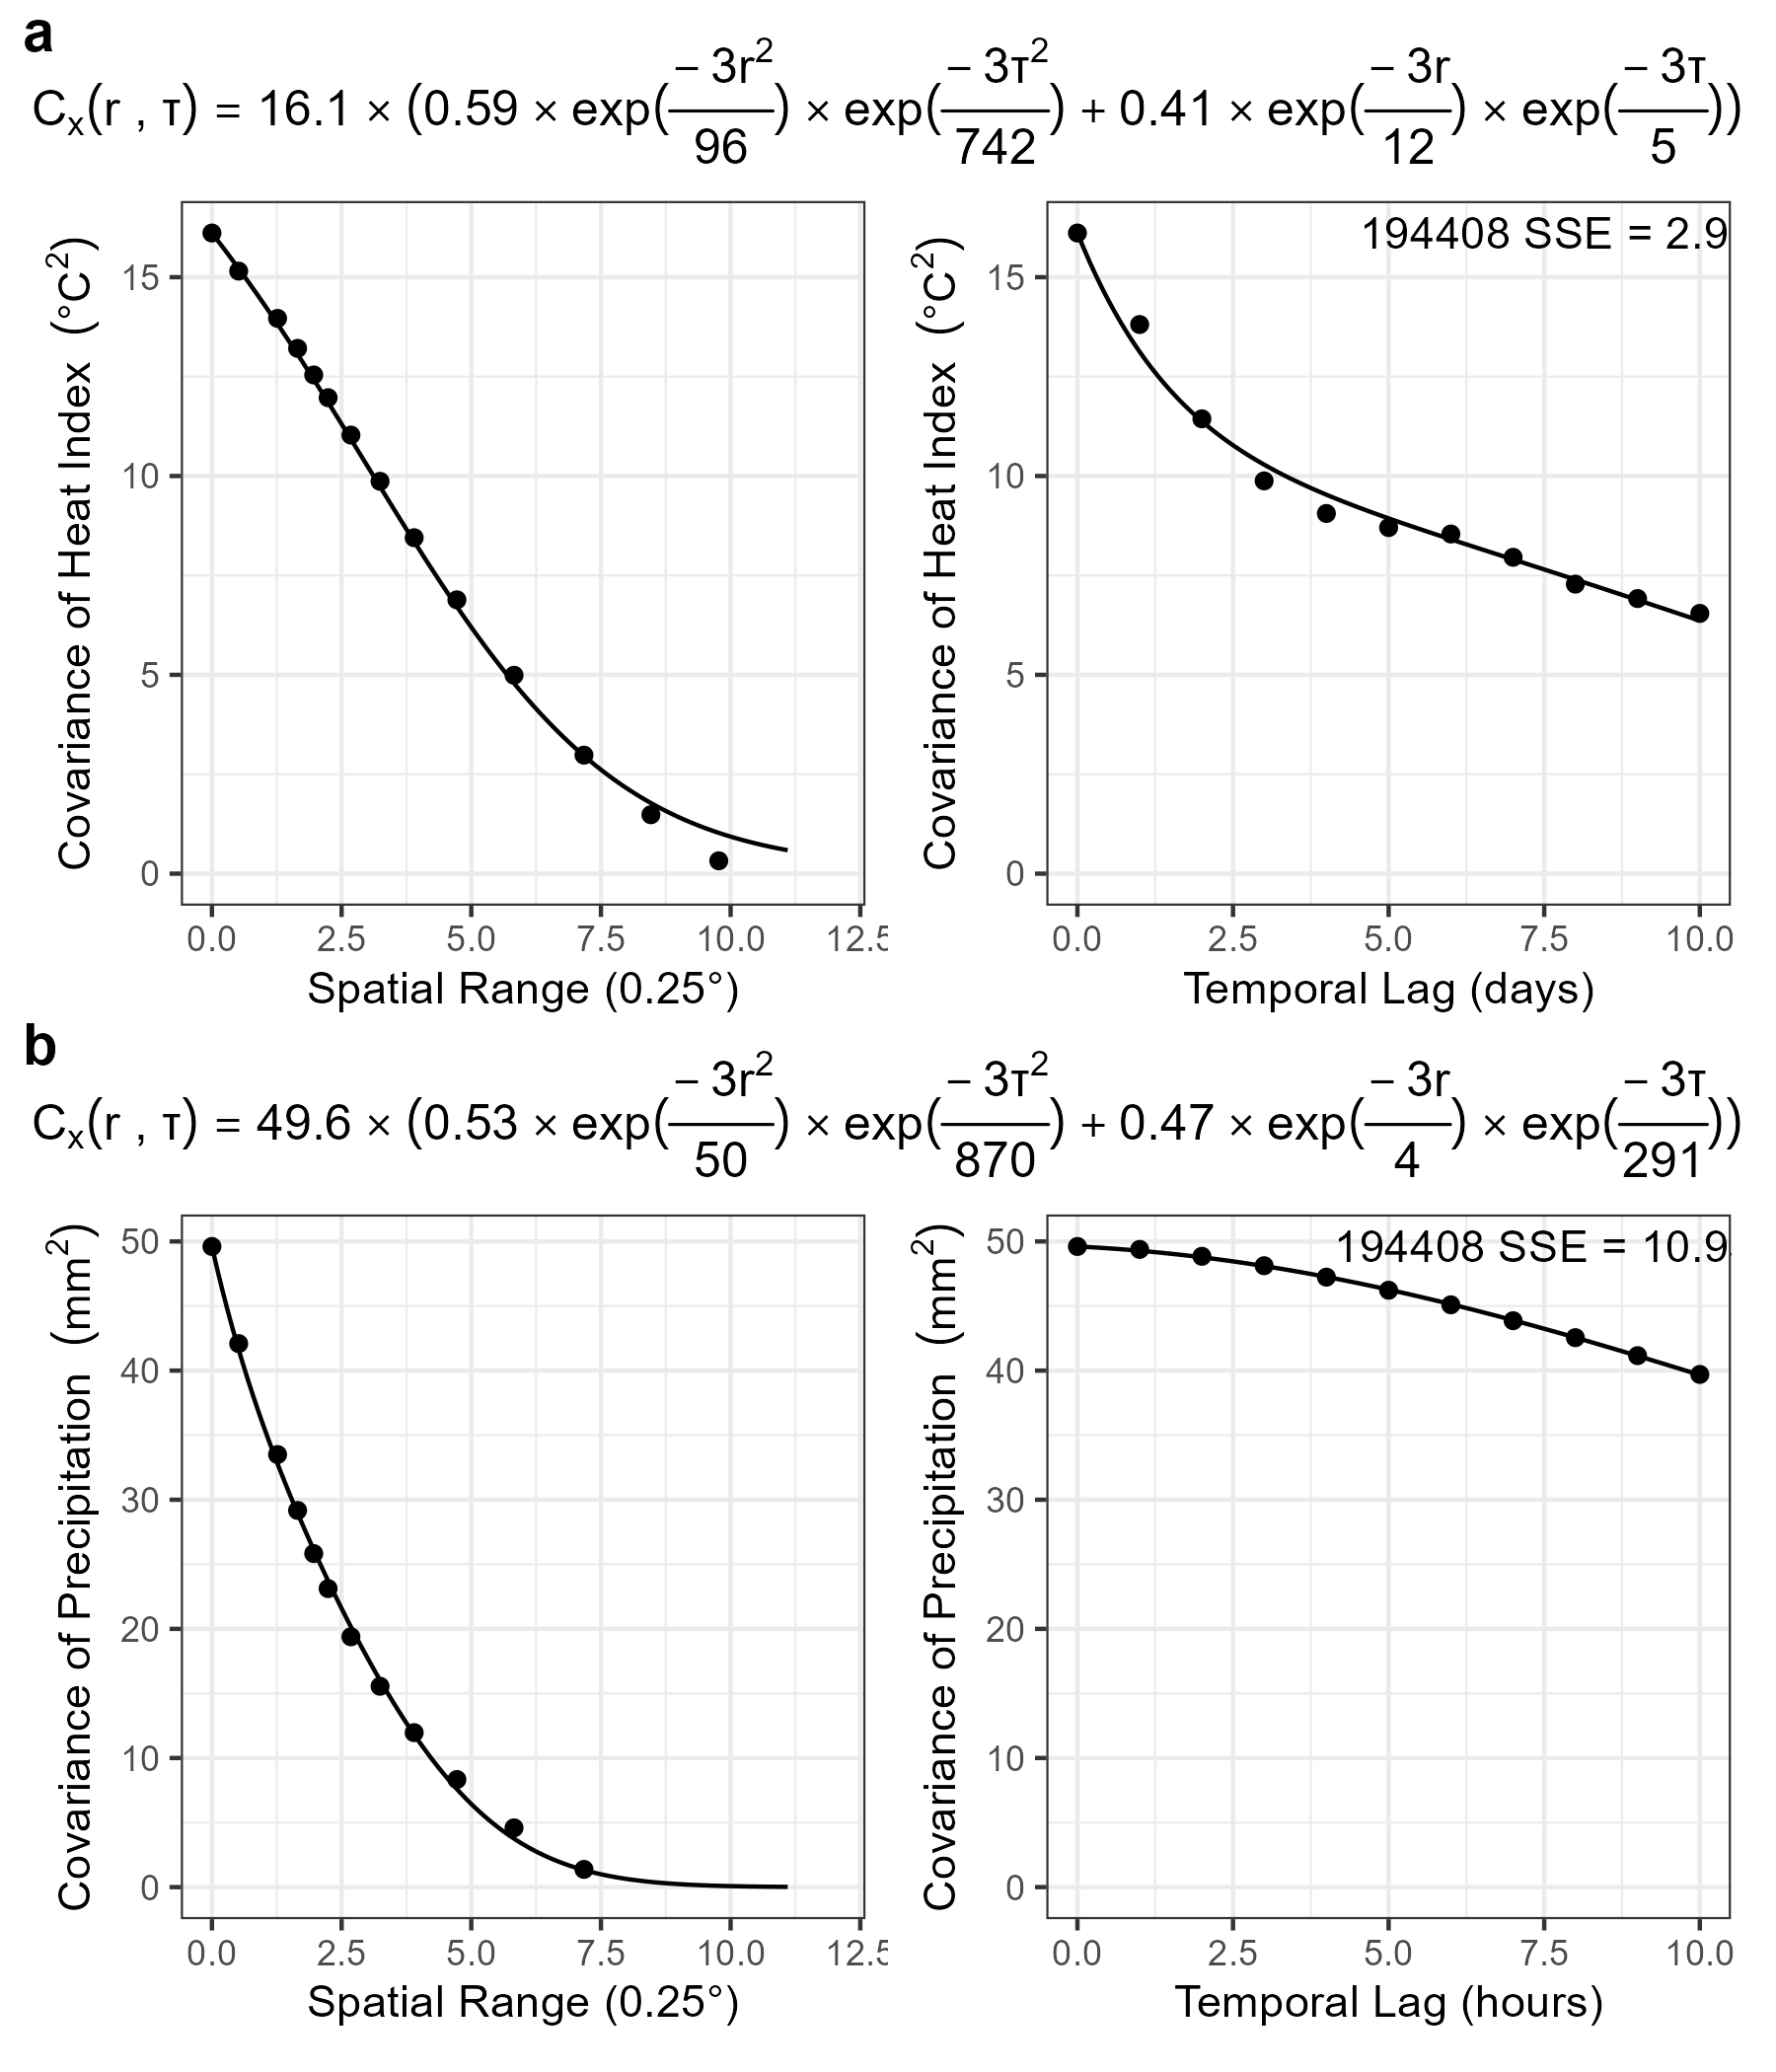 a
Cx(r , τ) = 16.1 × (0.59 × exp(− 3r²/96) × exp(− 3τ²/742) + 0.41 × exp(− 3r/12) × exp(− 3τ/5))
Covariance of Heat Index (°C²)
15
10
5
0
0.0 2.5 5.0 7.5 10.0 12.5
Spatial Range (0.25°)
194408 SSE = 2.9
Covariance of Heat Index (°C²)
15
10
5
0
0.0 2.5 5.0 7.5 10.0
Temporal Lag (days)
b
Cx(r , τ) = 49.6 × (0.53 × exp(− 3r²/50) × exp(− 3τ²/870) + 0.47 × exp(− 3r/4) × exp(− 3τ/291))
Covariance of Precipitation (mm²)
50
40
30
20
10
0
0.0 2.5 5.0 7.5 10.0 12.5
Spatial Range (0.25°)
194408 SSE = 10.9
Covariance of Precipitation (mm²)
50
40
30
20
10
0
0.0 2.5 5.0 7.5 10.0
Temporal Lag (hours)